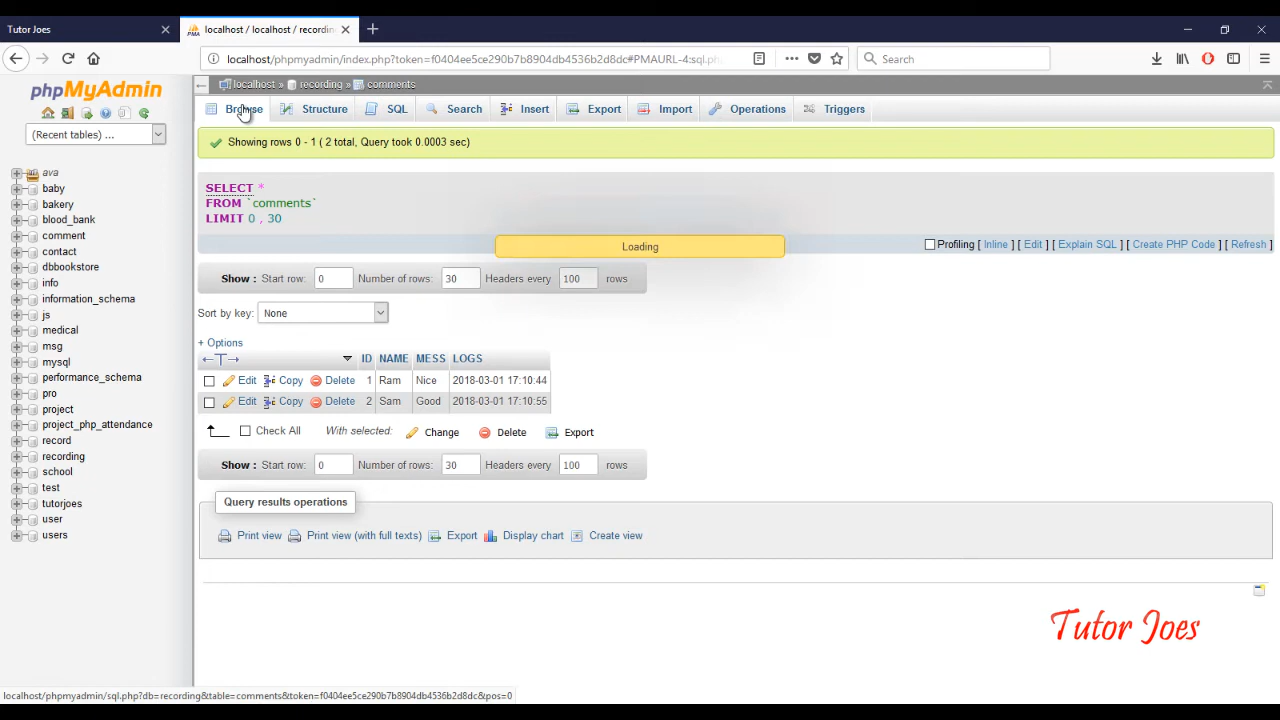 Tutor Joes
localhost / localhost / recordin
localhost/phpmyadmin/index.php?token=f0404ee5ce290b7b8904db4536b2d8dc#PMAURL-4:sql.ph
Search
phpMyAdmin
(Recent tables) ...
ava
baby
bakery
blood_bank
comment
contact
dbbookstore
info
information_schema
js
medical
msg
mysql
performance_schema
pro
project
project_php_attendance
record
recording
school
test
tutorjoes
user
users
localhost » recording » comments
Browse Structure SQL Search Insert Export Import Operations Triggers
Showing rows 0 - 1 ( 2 total, Query took 0.0003 sec)
SELECT *
FROM `comments`
LIMIT 0 , 30
Loading
Profiling [ Inline ] [ Edit ] [ Explain SQL ] [ Create PHP Code ] [ Refresh ]
Show : Start row: 0 Number of rows: 30 Headers every 100 rows
Sort by key: None
+ Options
←T→ ID NAME MESS LOGS
Edit Copy Delete 1 Ram Nice 2018-03-01 17:10:44
Edit Copy Delete 2 Sam Good 2018-03-01 17:10:55
Check All With selected: Change Delete Export
Show : Start row: 0 Number of rows: 30 Headers every 100 rows
Query results operations
Print view Print view (with full texts) Export Display chart Create view
Tutor Joes
localhost/phpmyadmin/sql.php?db=recording&table=comments&token=f0404ee5ce290b7b8904db4536b2d8dc&pos=0